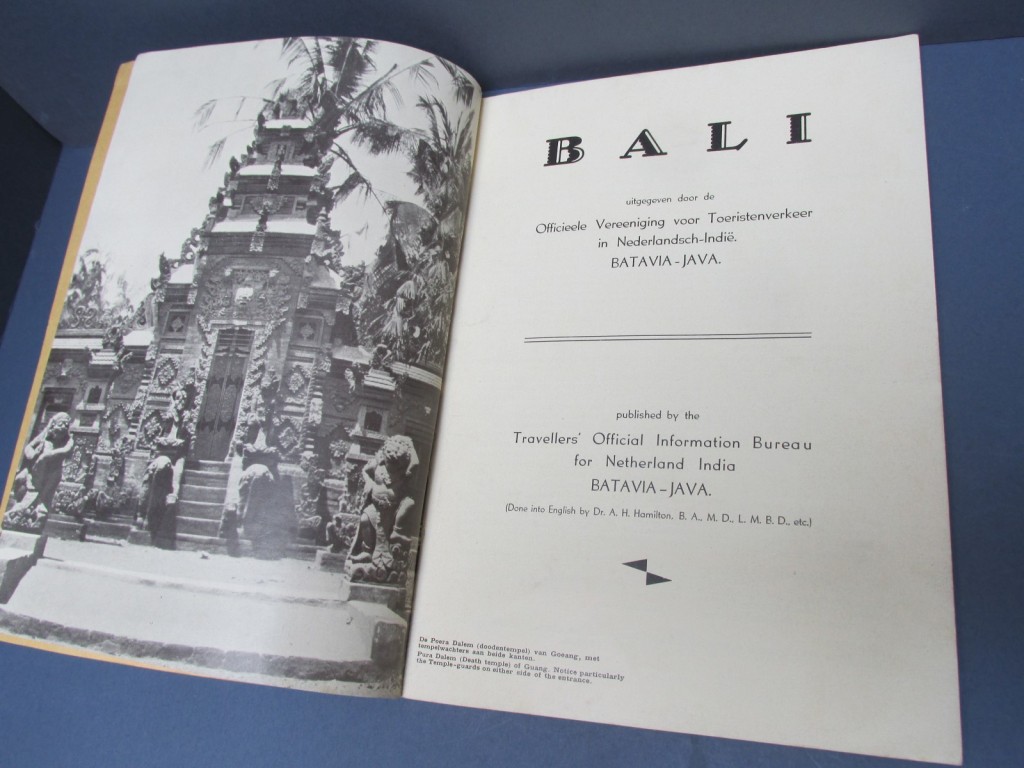 BALI
uitgegeven door de
Officieele Vereeniging voor Toeristenverkeer
in Nederlandsch-Indië.
BATAVIA-JAVA.
published by the
Travellers' Official Information Bureau
for Netherland India
BATAVIA-JAVA.
(Done into English by Dr. A. H. Hamilton, B. A., M. D., L. M. B. D., etc.)
De Poera Dalem (doodentempel) van Goeang, met
tempelwachters aan beide kanten.
Pura Dalem (Death temple) of Guang. Notice particularly
the Temple-guards on either side of the entrance.